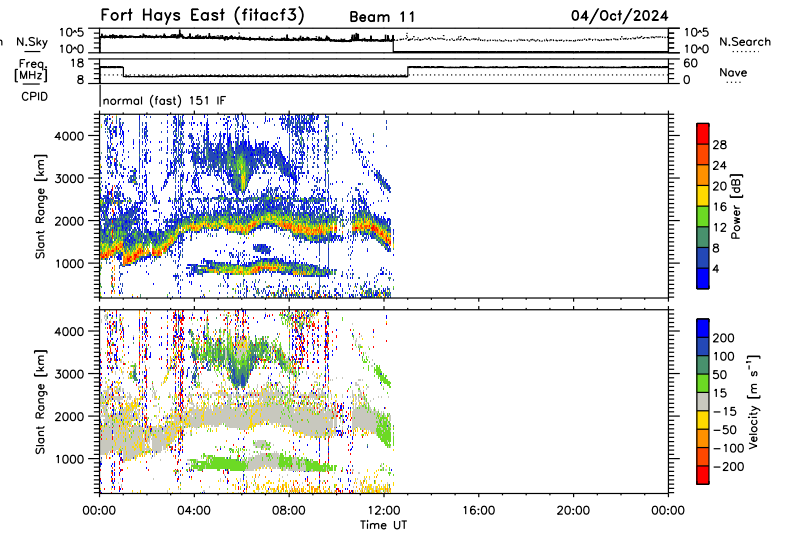 Fort Hays East (fitacf3) Beam 11 04/Oct/2024
N.Sky 10^5 10^5 N.Search
10^0 10^0
Freq. 18 60 Nave
[MHz] 8 0
CPID normal (fast) 151 IF
4000
3000
2000
1000
Slant Range [km]
28
24
20
16
12
8
4
Power [dB]
4000
3000
2000
1000
Slant Range [km]
200
100
50
15
-15
-50
-100
-200
Velocity [m s⁻¹]
00:00 04:00 08:00 12:00 16:00 20:00 00:00
Time UT